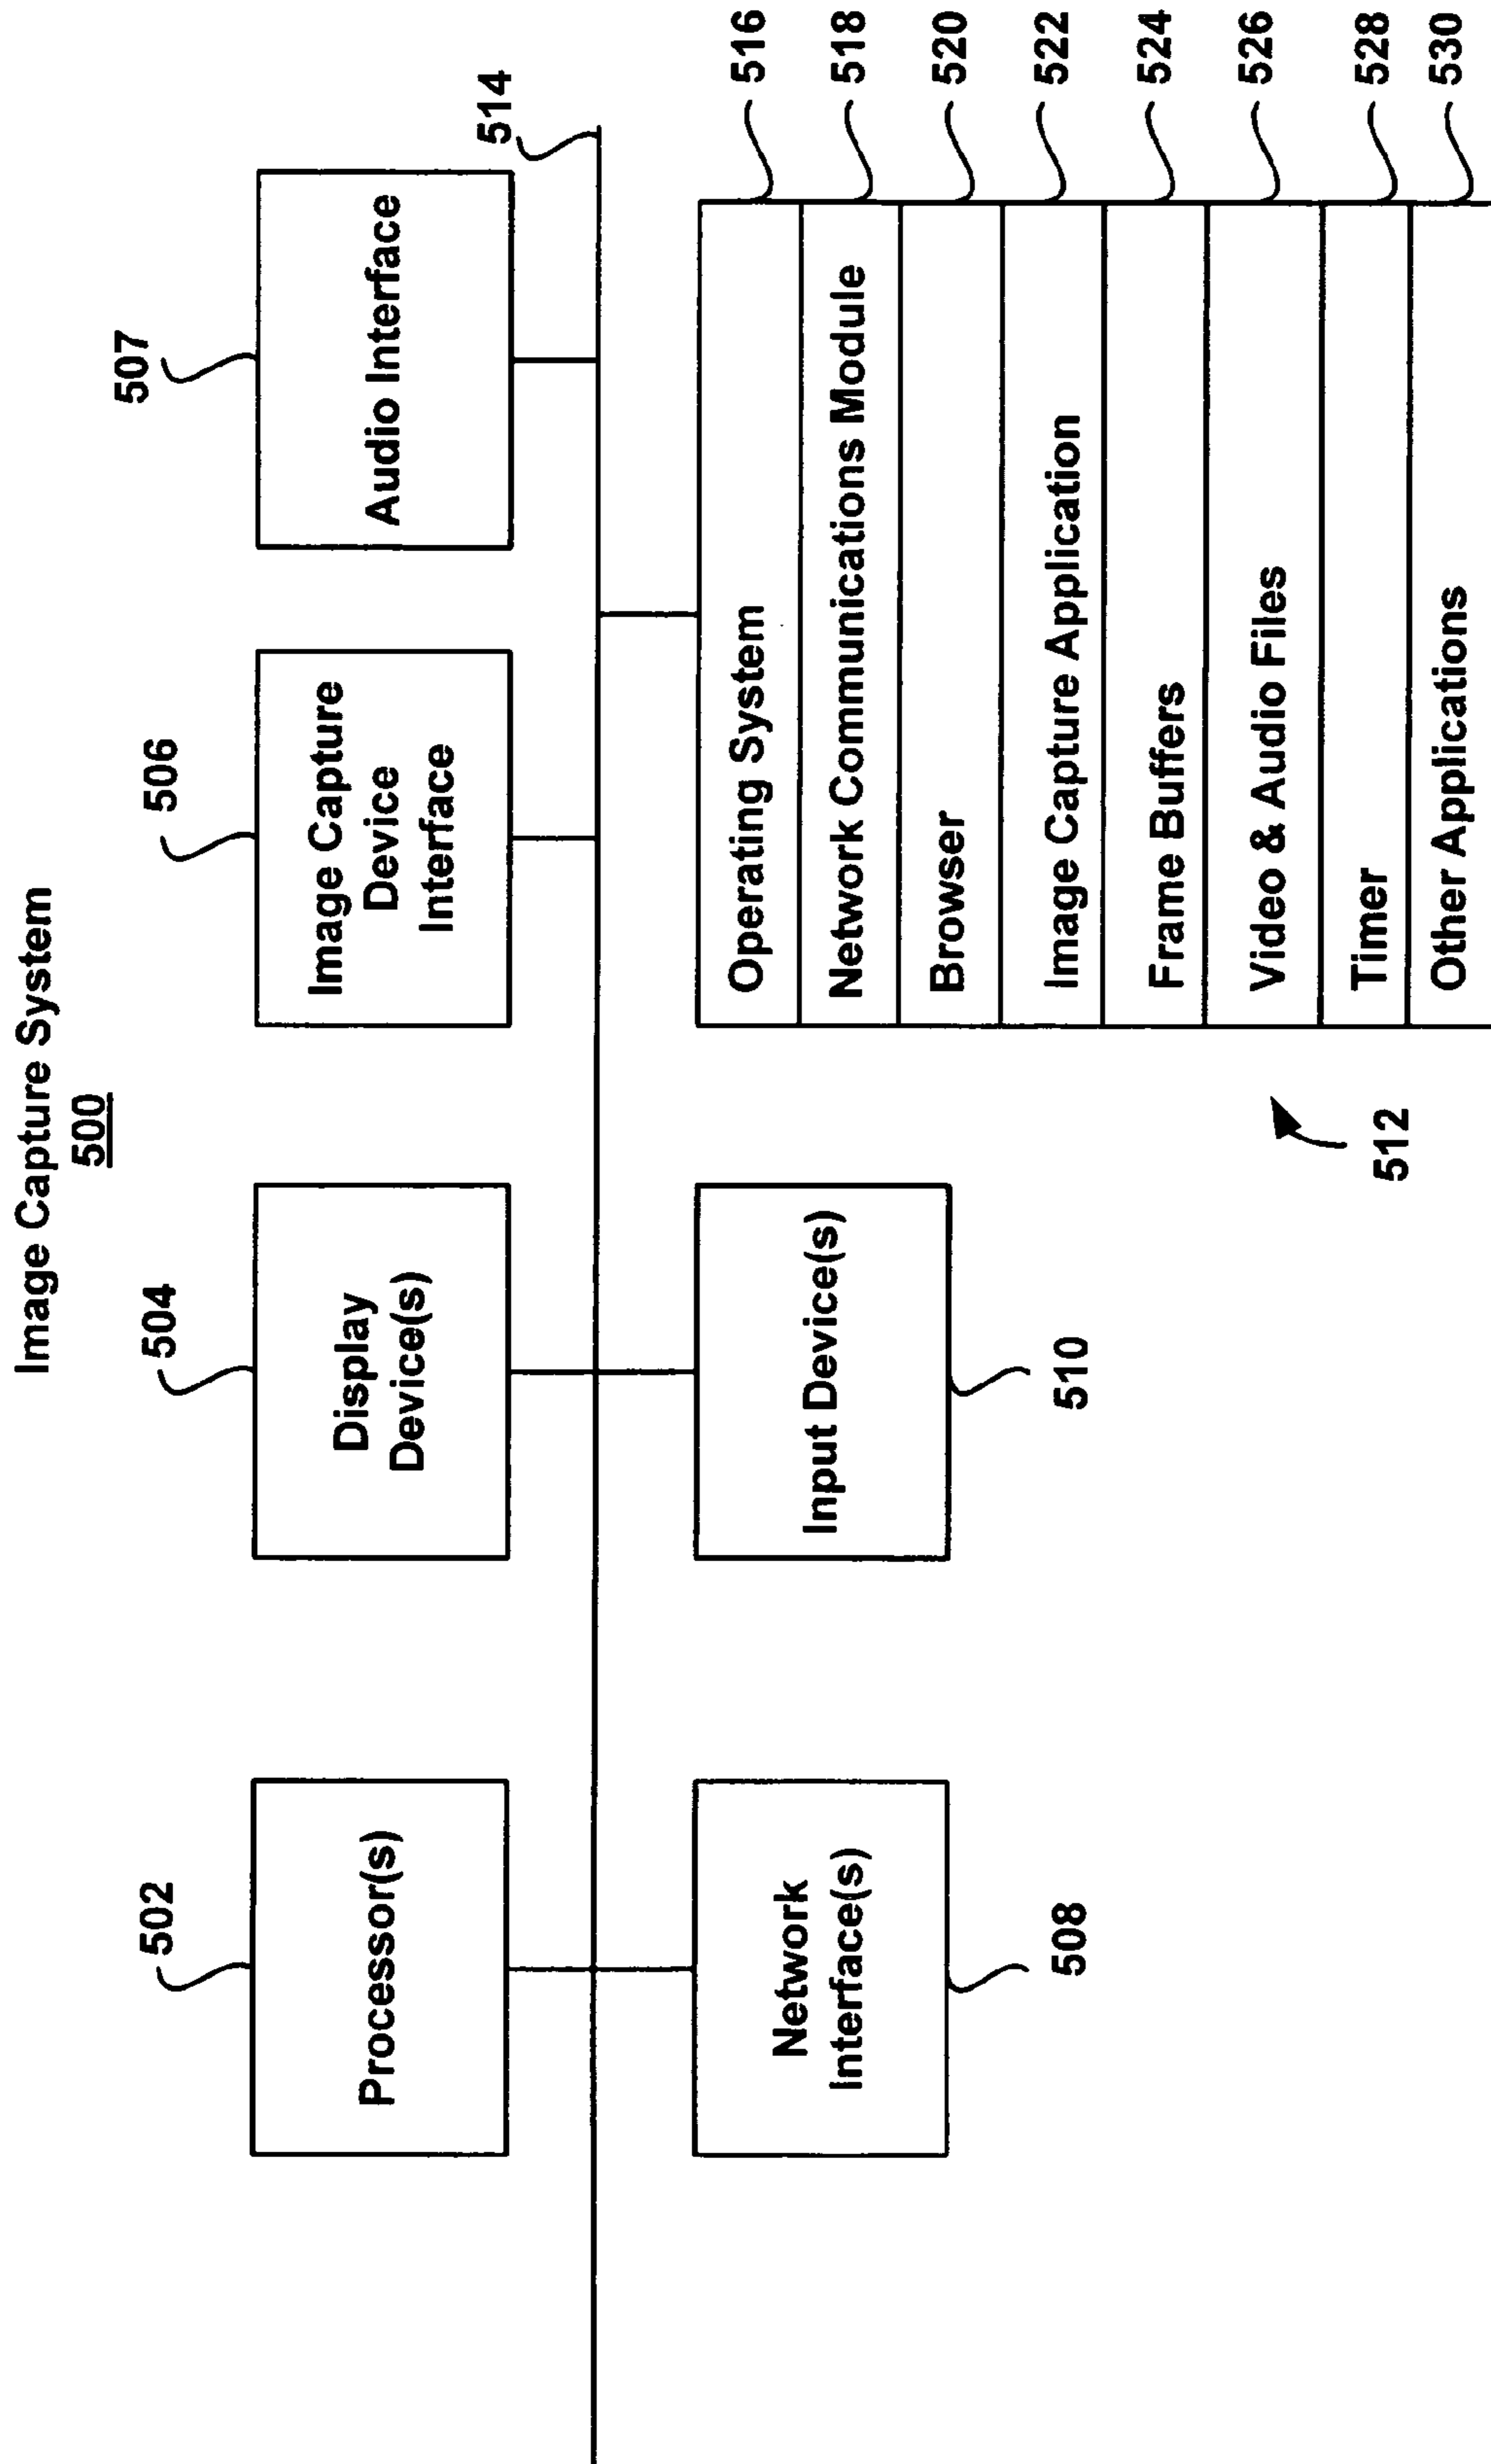 Image Capture System
500
502
Processor(s)
504
Display
Device(s)
506
Image Capture
Device
Interface
507
Audio Interface
514
Network
Interface(s)
508
Input Device(s)
510
512
Operating System
516
Network Communications Module
518
Browser
520
Image Capture Application
522
Frame Buffers
524
Video & Audio Files
526
Timer
528
Other Applications
530